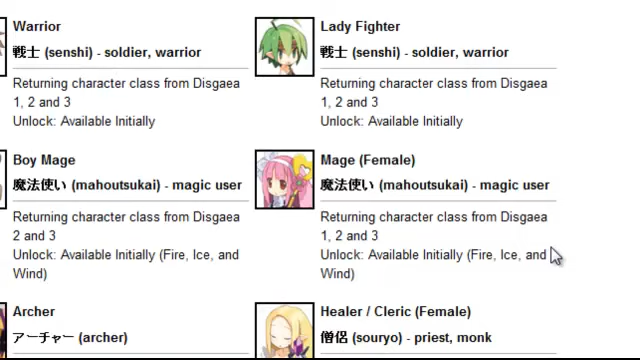 Warrior
戦士 (senshi) - soldier, warrior
Returning character class from Disgaea
1, 2 and 3
Unlock: Available Initially
Lady Fighter
戦士 (senshi) - soldier, warrior
Returning character class from Disgaea
1, 2 and 3
Unlock: Available Initially
Boy Mage
魔法使い (mahoutsukai) - magic user
Returning character class from Disgaea
2 and 3
Unlock: Available Initially (Fire, Ice, and
Wind)
Mage (Female)
魔法使い (mahoutsukai) - magic user
Returning character class from Disgaea
1, 2 and 3
Unlock: Available Initially (Fire, Ice, and
Wind)
Archer
アーチャー (archer)
Healer / Cleric (Female)
僧侶 (souryo) - priest, monk